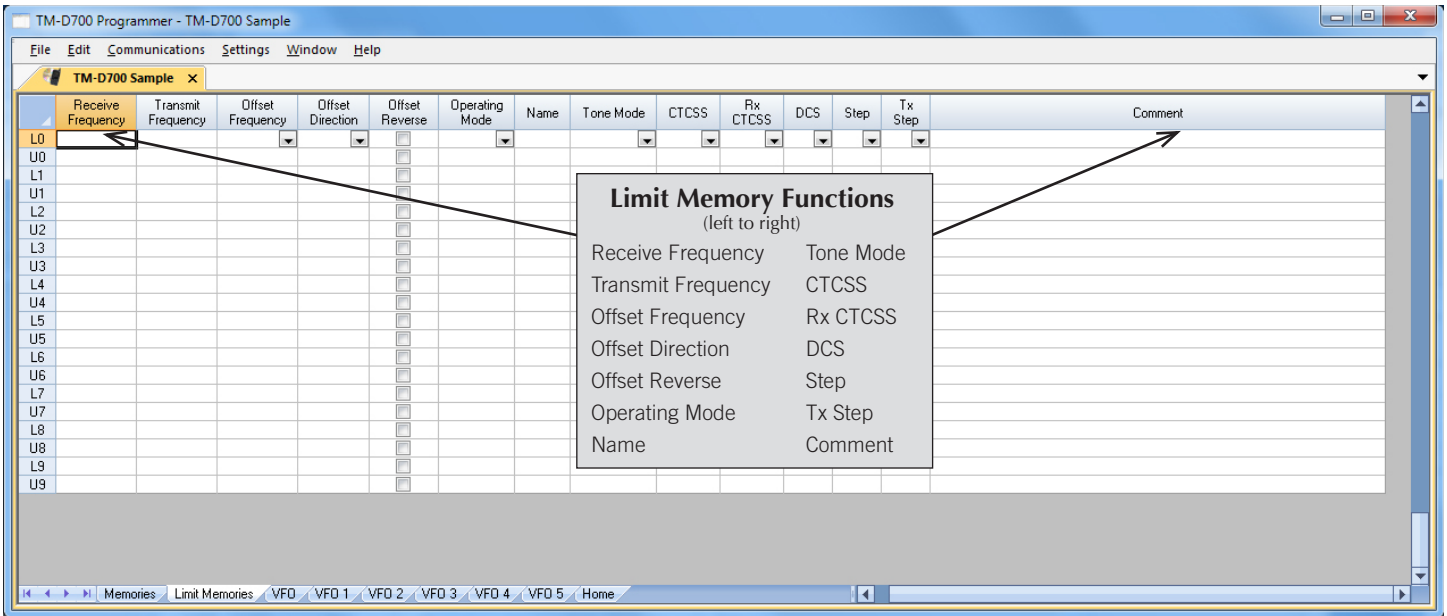 TM-D700 Programmer - TM-D700 Sample
File Edit Communications Settings Window Help
TM-D700 Sample
Receive Frequency Transmit Frequency Offset Frequency Offset Direction Offset Reverse Operating Mode Name Tone Mode CTCSS Rx CTCSS DCS Step Tx Step Comment
L0
U0
L1
U1
L2
U2
L3
U3
L4
U4
L5
U5
L6
U6
L7
U7
L8
U8
L9
U9
Limit Memory Functions
(left to right)
Receive Frequency Tone Mode
Transmit Frequency CTCSS
Offset Frequency Rx CTCSS
Offset Direction DCS
Offset Reverse Step
Operating Mode Tx Step
Name Comment
Memories Limit Memories VFO VFO 1 VFO 2 VFO 3 VFO 4 VFO 5 Home